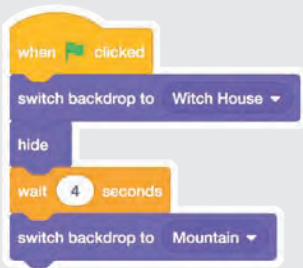 when clicked
switch backdrop to Witch House
hide
wait 4 seconds
switch backdrop to Mountain